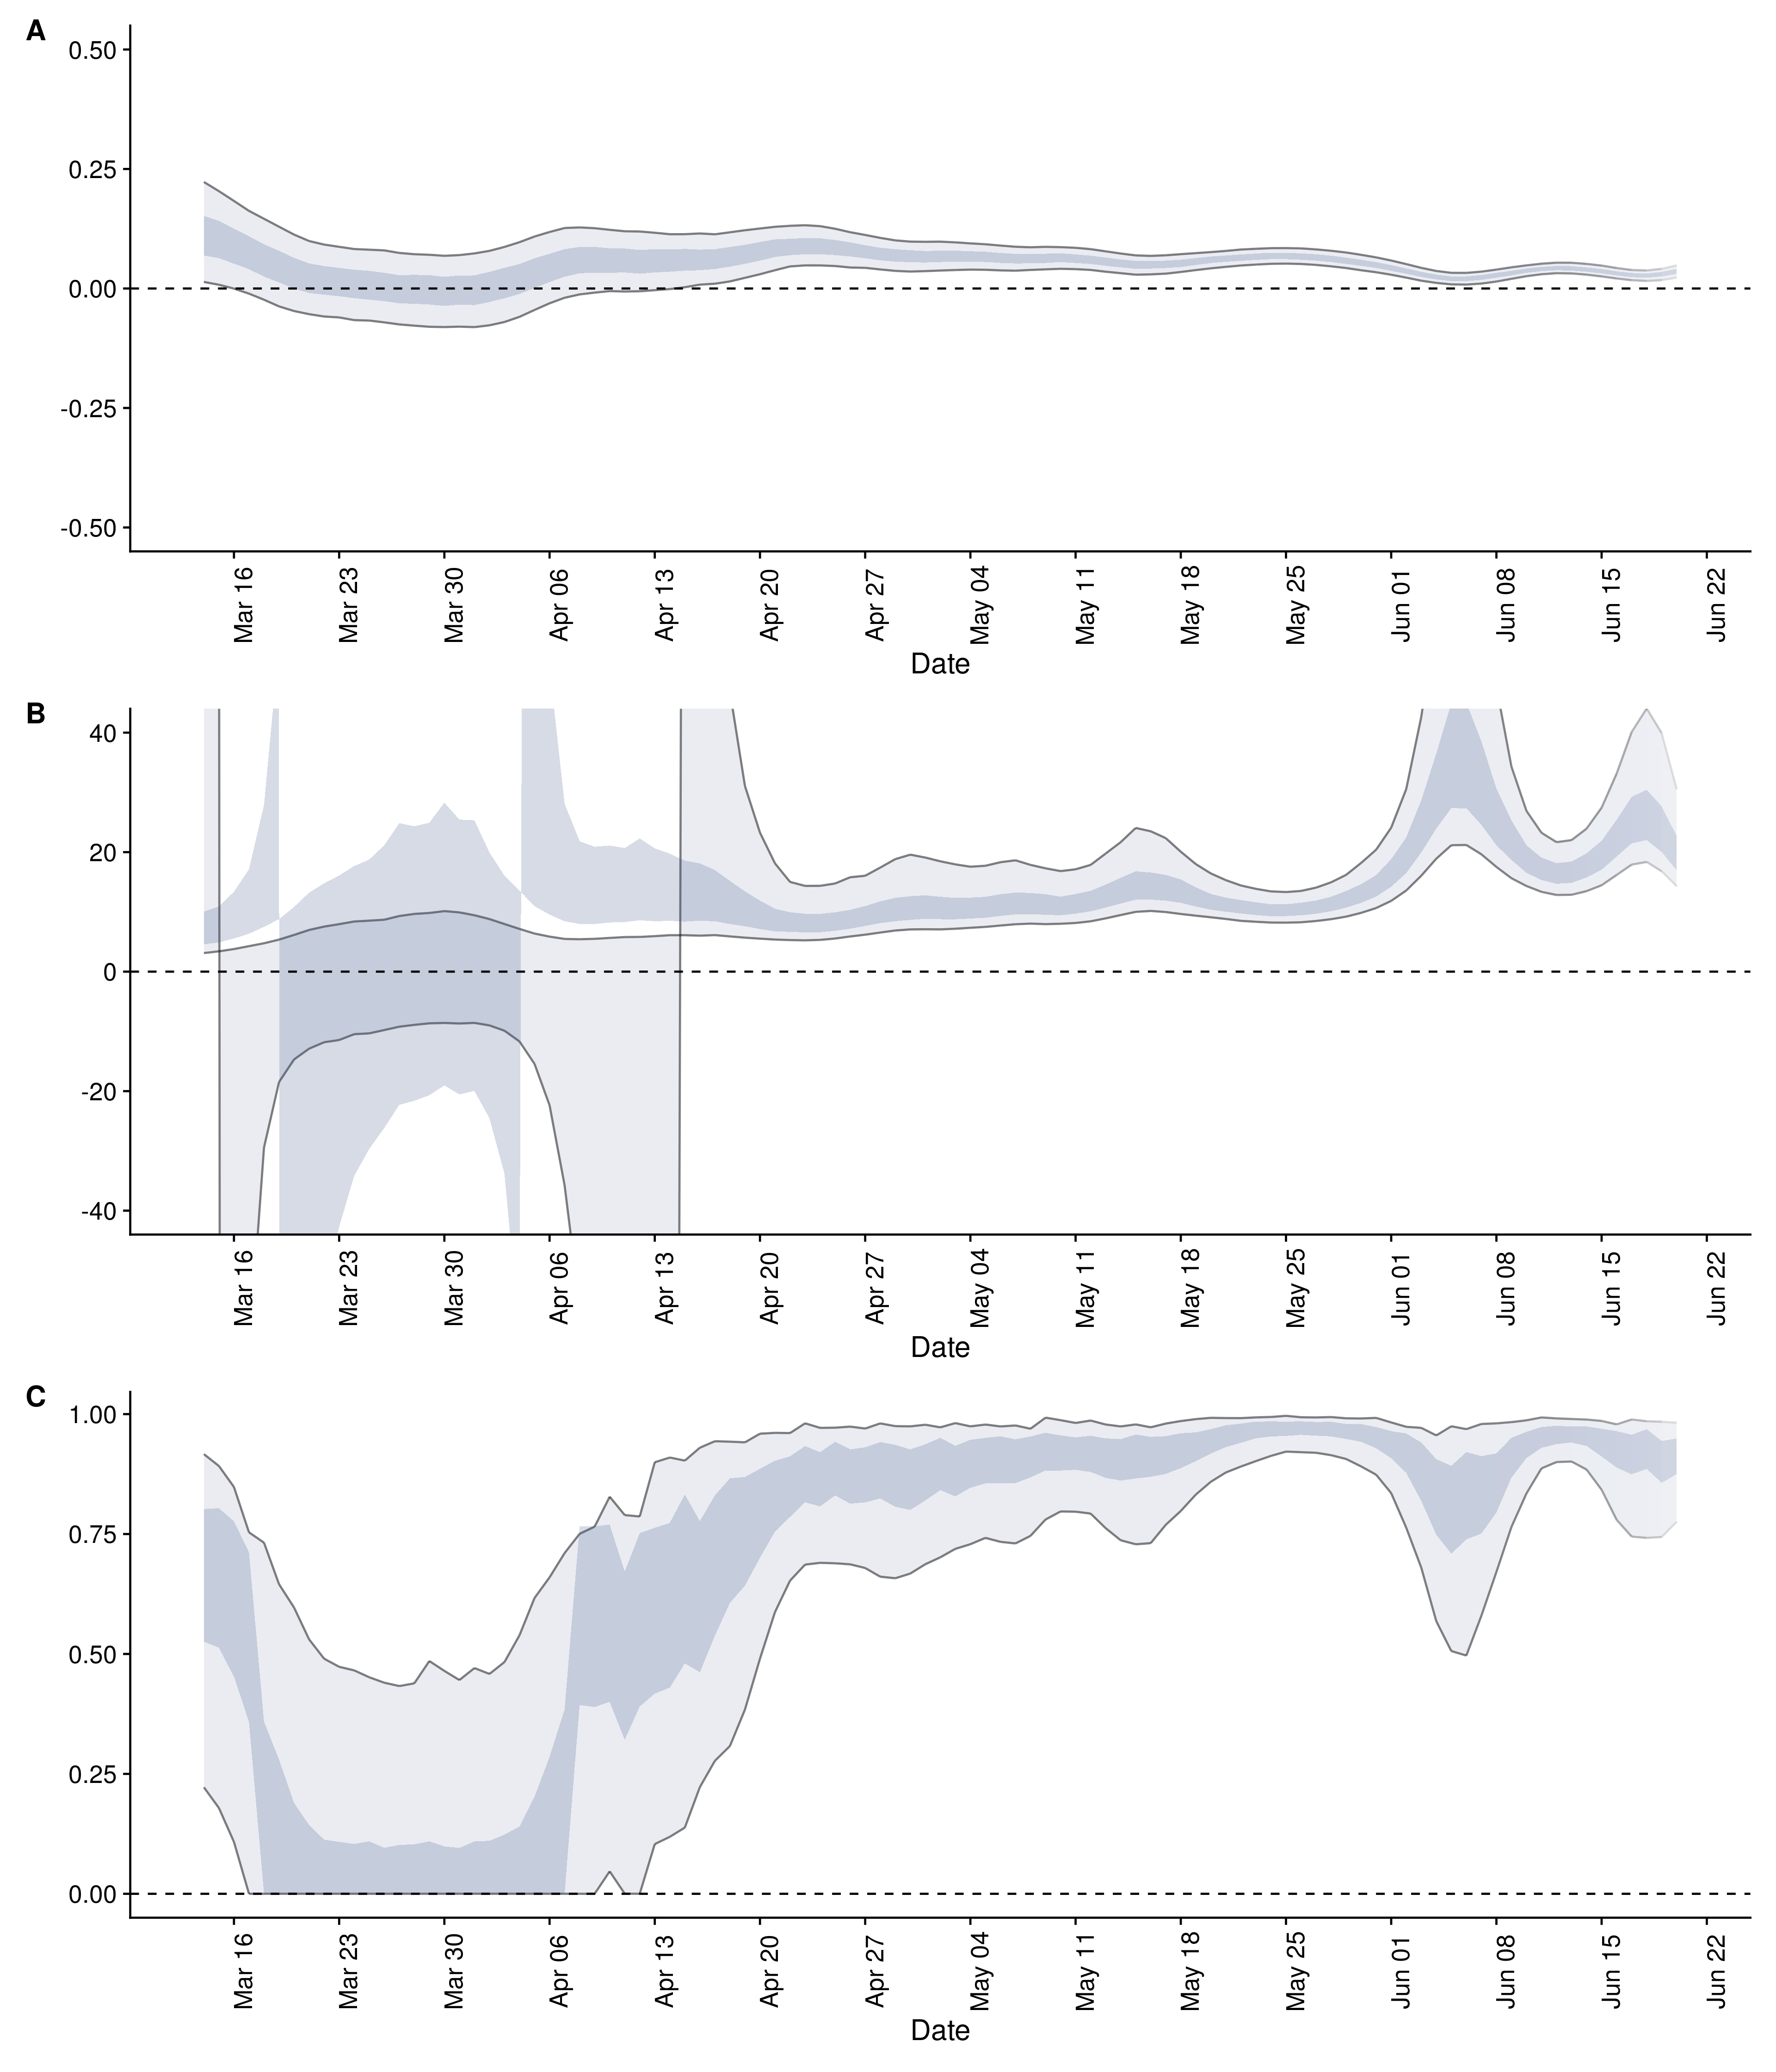 A
0.50
0.25
0.00
-0.25
-0.50
Mar 16
Mar 23
Mar 30
Apr 06
Apr 13
Apr 20
Apr 27
May 04
May 11
May 18
May 25
Jun 01
Jun 08
Jun 15
Jun 22
Date
B
40
20
0
-20
-40
Mar 16
Mar 23
Mar 30
Apr 06
Apr 13
Apr 20
Apr 27
May 04
May 11
May 18
May 25
Jun 01
Jun 08
Jun 15
Jun 22
Date
C
1.00
0.75
0.50
0.25
0.00
Mar 16
Mar 23
Mar 30
Apr 06
Apr 13
Apr 20
Apr 27
May 04
May 11
May 18
May 25
Jun 01
Jun 08
Jun 15
Jun 22
Date